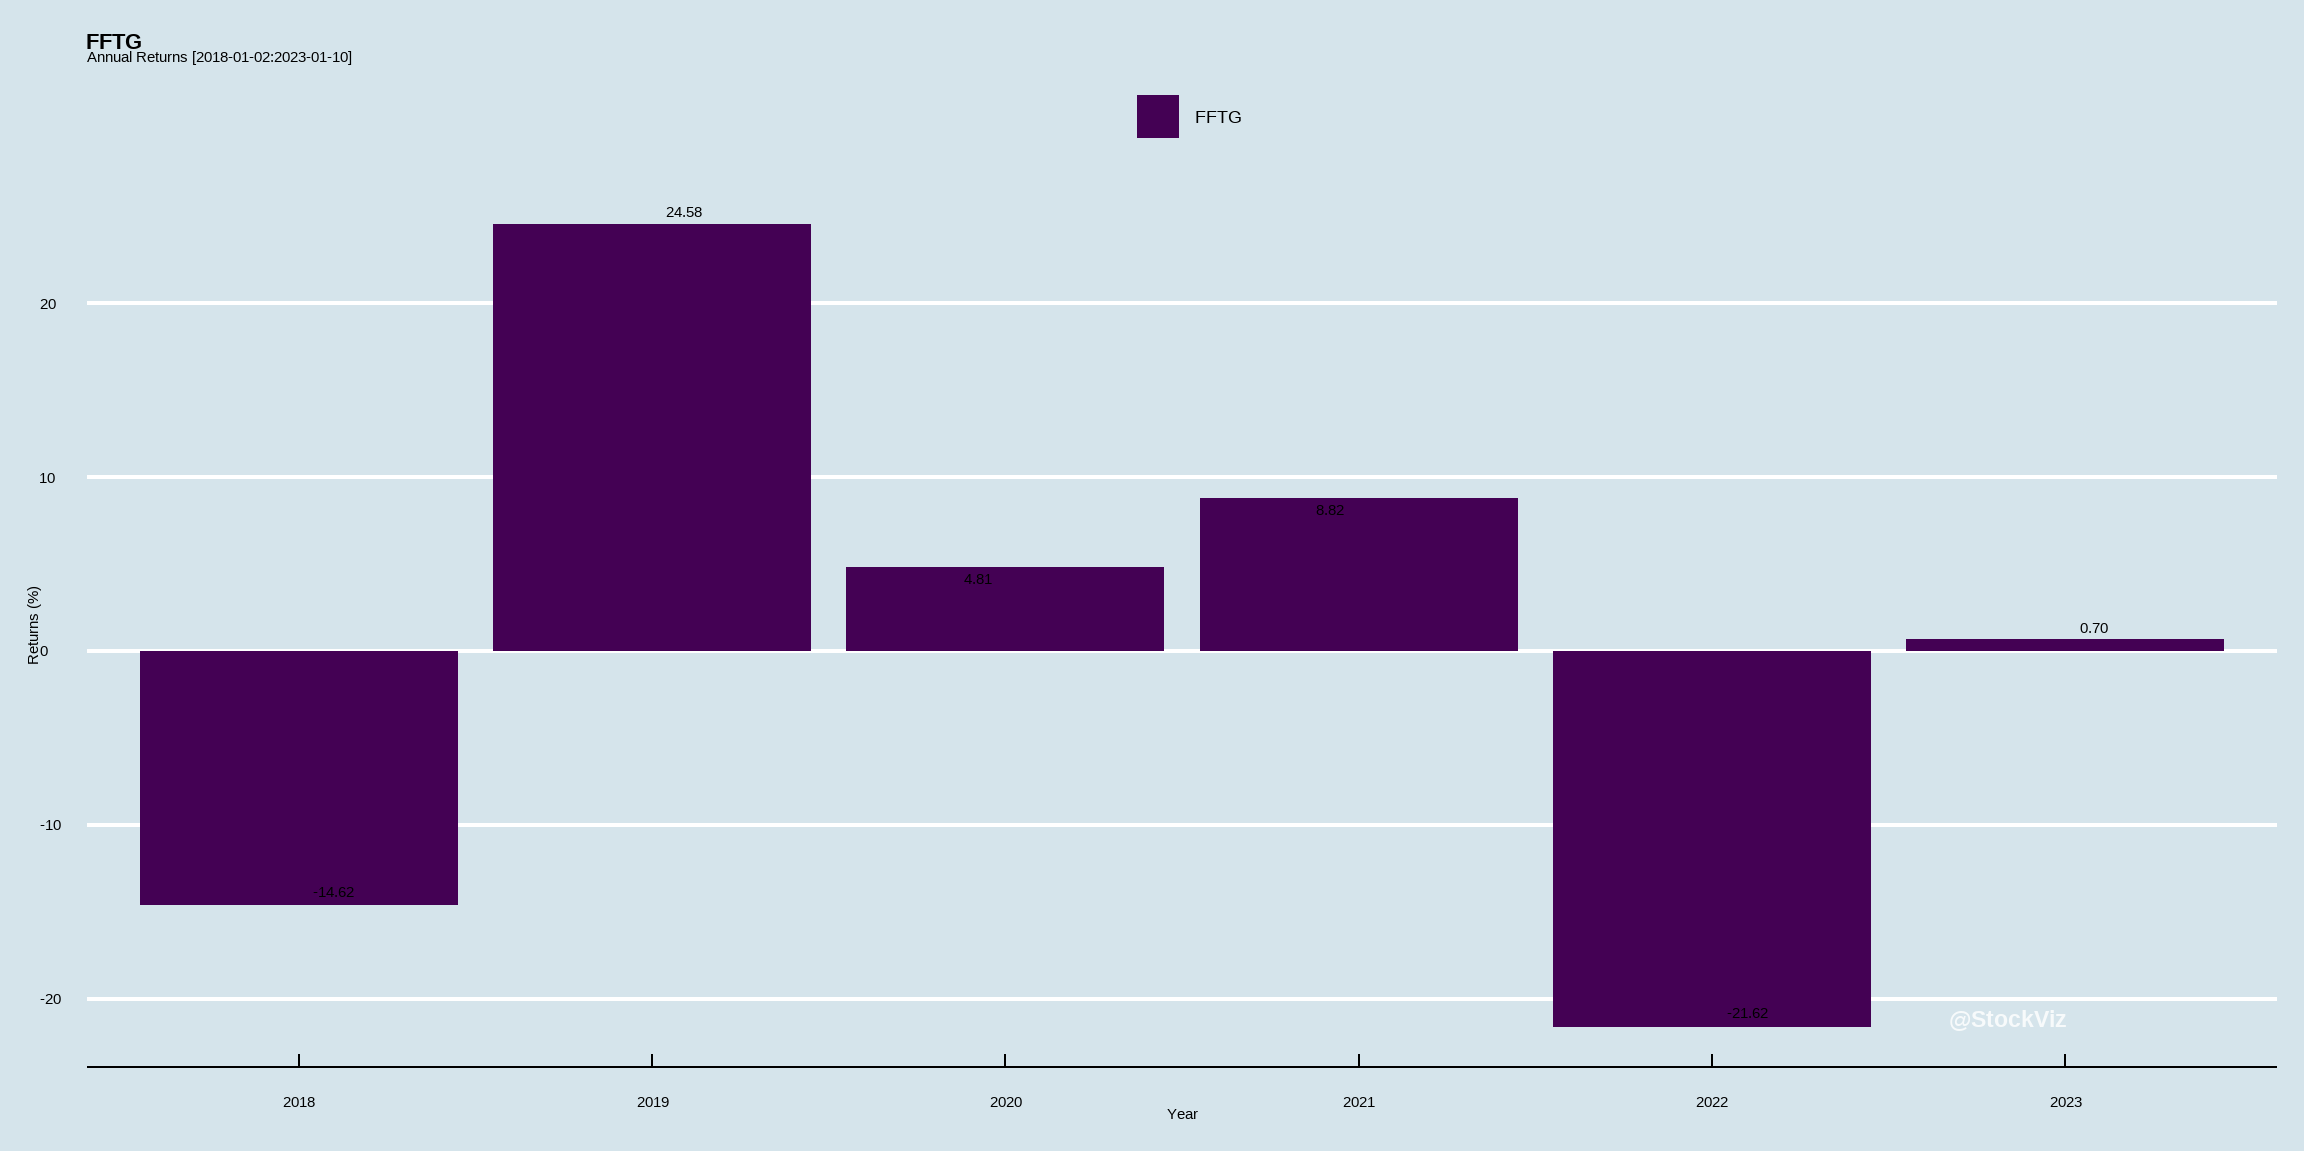 FFTG
Annual Returns [2018-01-02:2023-01-10]
FFTG
24.58
20
10
8.82
4.81
0.70
Returns (%)
0
-10
-14.62
-20
-21.62
@StockViz
2018 2019 2020 2021 2022 2023
Year